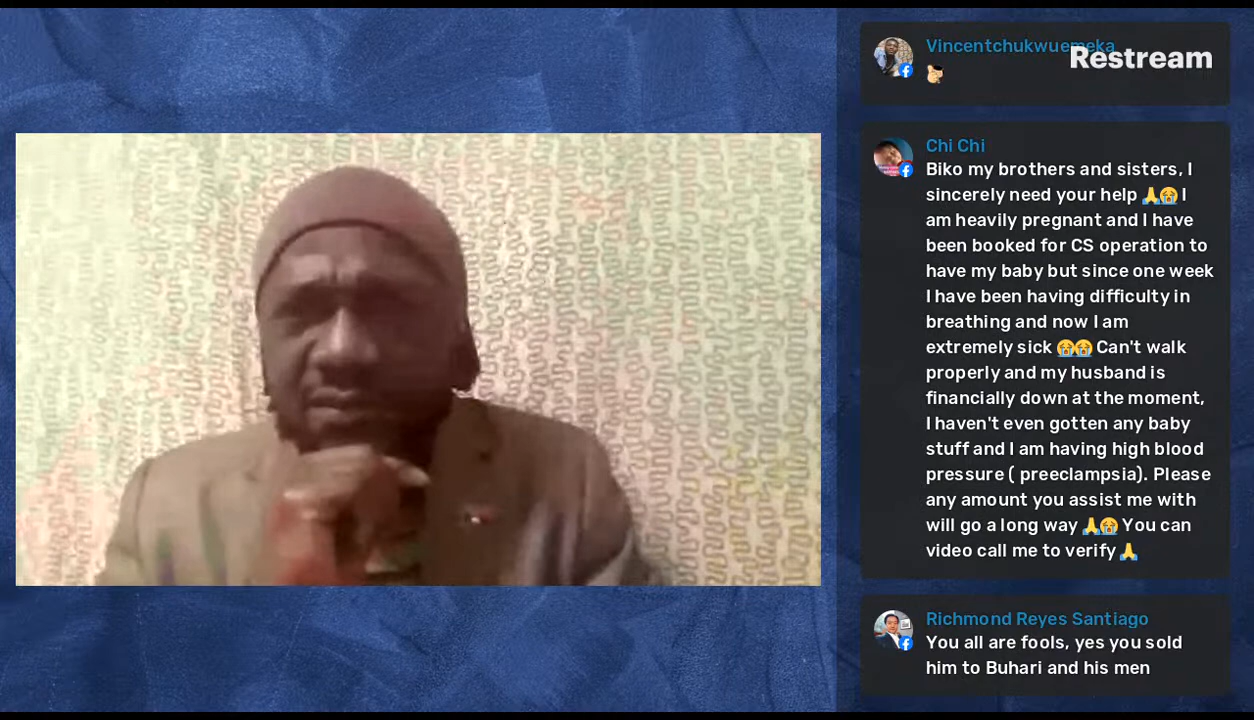 Vincentchukwuemeka
Restream
Chi Chi
Biko my brothers and sisters, I
sincerely need your help 🙏😭 I
am heavily pregnant and I have
been booked for CS operation to
have my baby but since one week
I have been having difficulty in
breathing and now I am
extremely sick 😭😭 Can't walk
properly and my husband is
financially down at the moment,
I haven't even gotten any baby
stuff and I am having high blood
pressure ( preeclampsia). Please
any amount you assist me with
will go a long way 🙏😭 You can
video call me to verify 🙏
Richmond Reyes Santiago
You all are fools, yes you sold
him to Buhari and his men